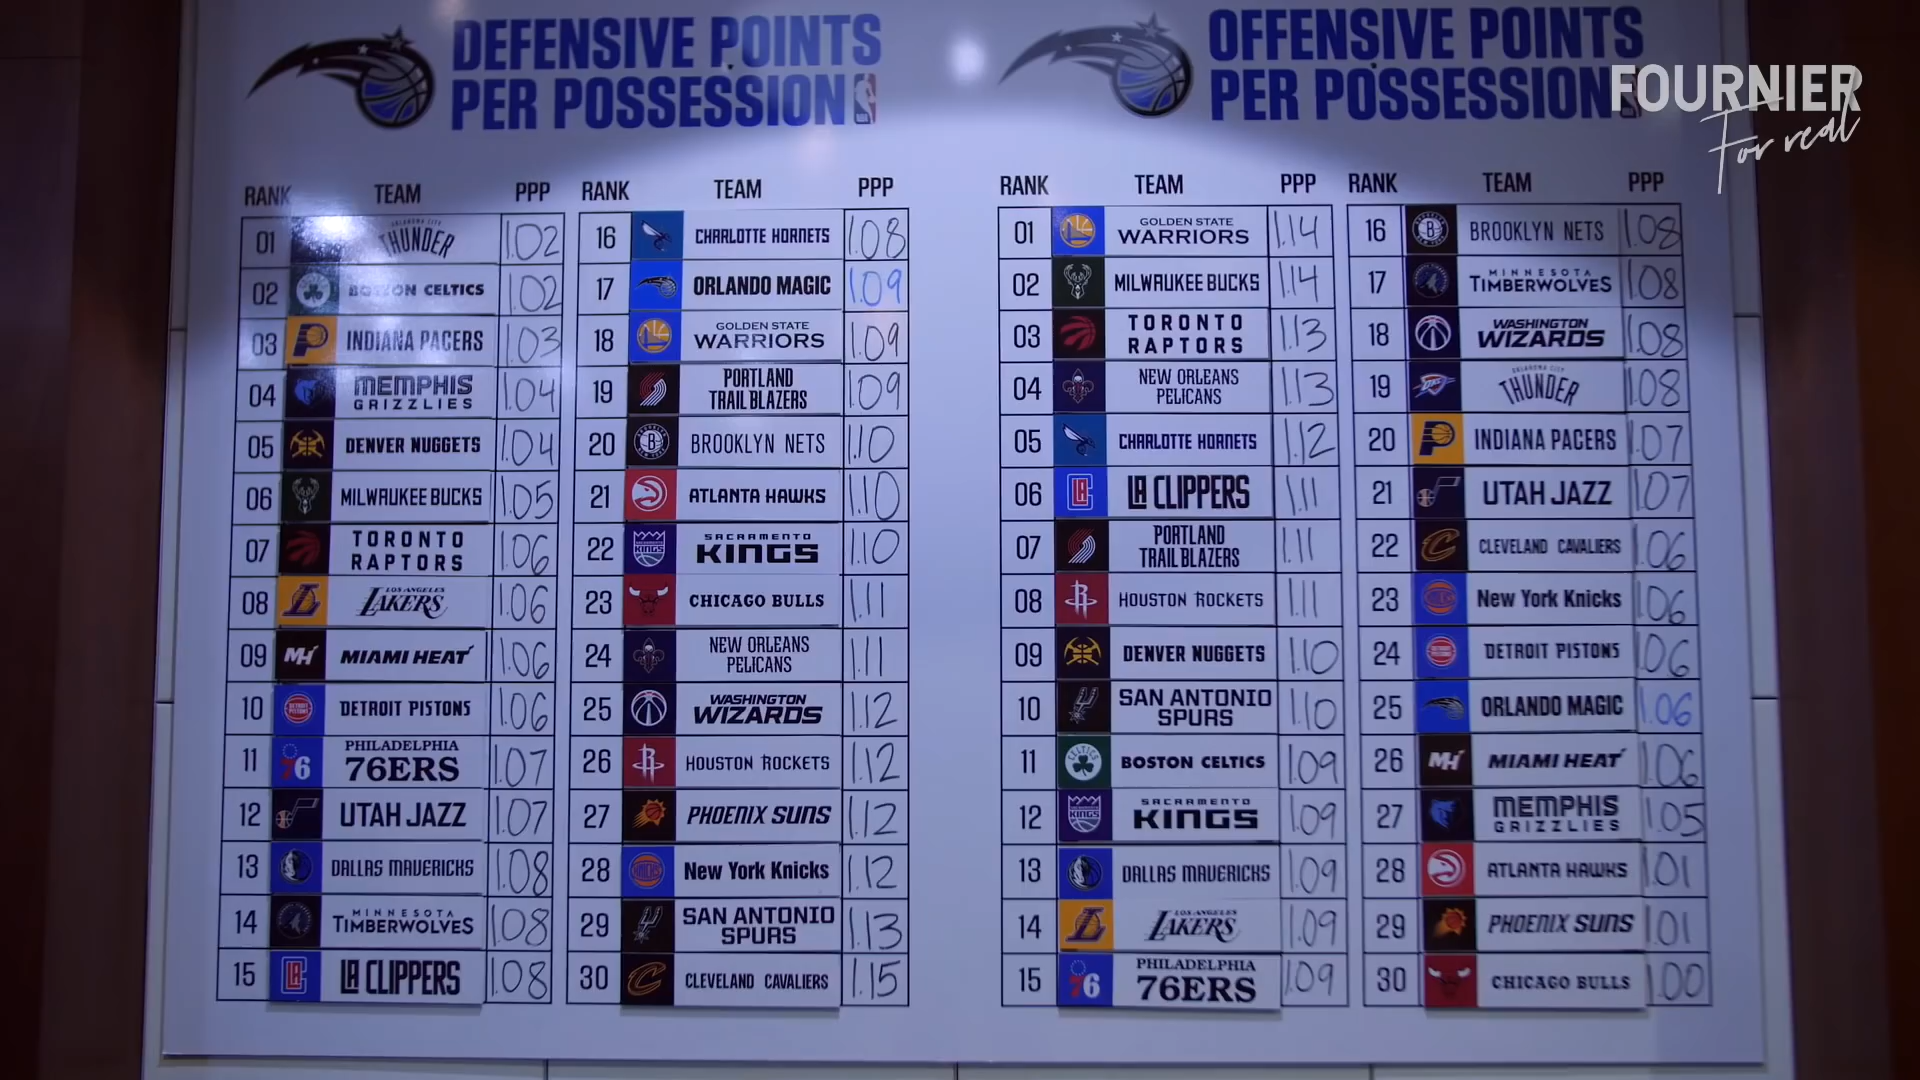 DEFENSIVE POINTS
PER POSSESSION
OFFENSIVE POINTS
PER POSSESSION
FOURNIER
For real
RANK TEAM PPP
01 OKLAHOMA CITY THUNDER 1.02
02 BOSTON CELTICS 1.02
03 INDIANA PACERS 1.03
04 MEMPHIS GRIZZLIES 1.04
05 DENVER NUGGETS 1.04
06 MILWAUKEE BUCKS 1.05
07 TORONTO RAPTORS 1.06
08 LOS ANGELES LAKERS 1.06
09 MIAMI HEAT 1.06
10 DETROIT PISTONS 1.06
11 PHILADELPHIA 76ERS 1.07
12 UTAH JAZZ 1.07
13 DALLAS MAVERICKS 1.08
14 MINNESOTA TIMBERWOLVES 1.08
15 LA CLIPPERS 1.08
RANK TEAM PPP
16 CHARLOTTE HORNETS 1.08
17 ORLANDO MAGIC 1.09
18 GOLDEN STATE WARRIORS 1.09
19 PORTLAND TRAIL BLAZERS 1.09
20 BROOKLYN NETS 1.10
21 ATLANTA HAWKS 1.10
22 SACRAMENTO KINGS 1.10
23 CHICAGO BULLS 1.11
24 NEW ORLEANS PELICANS 1.11
25 WASHINGTON WIZARDS 1.12
26 HOUSTON ROCKETS 1.12
27 PHOENIX SUNS 1.12
28 New York Knicks 1.12
29 SAN ANTONIO SPURS 1.13
30 CLEVELAND CAVALIERS 1.15
RANK TEAM PPP
01 GOLDEN STATE WARRIORS 1.14
02 MILWAUKEE BUCKS 1.14
03 TORONTO RAPTORS 1.13
04 NEW ORLEANS PELICANS 1.13
05 CHARLOTTE HORNETS 1.12
06 LA CLIPPERS 1.11
07 PORTLAND TRAIL BLAZERS 1.11
08 HOUSTON ROCKETS 1.11
09 DENVER NUGGETS 1.10
10 SAN ANTONIO SPURS 1.10
11 BOSTON CELTICS 1.09
12 SACRAMENTO KINGS 1.09
13 DALLAS MAVERICKS 1.09
14 LOS ANGELES LAKERS 1.09
15 PHILADELPHIA 76ERS 1.09
RANK TEAM PPP
16 BROOKLYN NETS 1.08
17 MINNESOTA TIMBERWOLVES 1.08
18 WASHINGTON WIZARDS 1.08
19 OKLAHOMA CITY THUNDER 1.08
20 INDIANA PACERS 1.07
21 UTAH JAZZ 1.07
22 CLEVELAND CAVALIERS 1.06
23 New York Knicks 1.06
24 DETROIT PISTONS 1.06
25 ORLANDO MAGIC 1.06
26 MIAMI HEAT 1.06
27 MEMPHIS GRIZZLIES 1.05
28 ATLANTA HAWKS 1.01
29 PHOENIX SUNS 1.01
30 CHICAGO BULLS 1.00